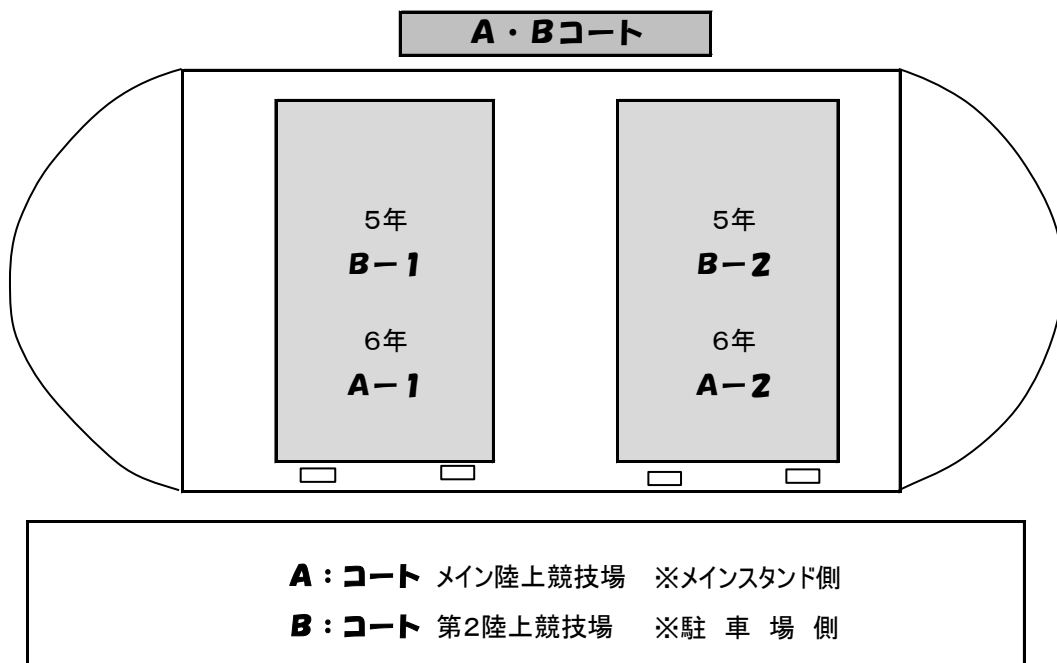 A・Bコート
5年
B－1
6年
A－1
5年
B－2
6年
A－2
A：コート メイン陸上競技場 ※メインスタンド側
B：コート 第2陸上競技場 ※駐 車 場 側